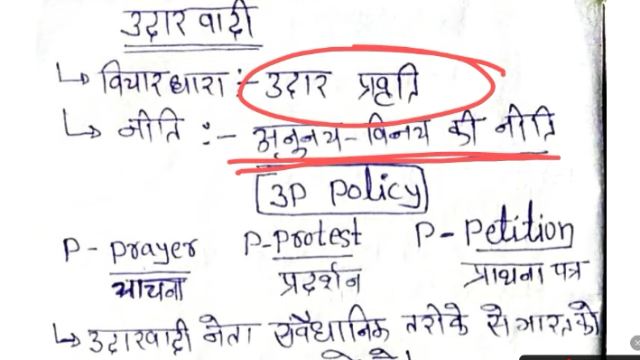 उदारवादी
↳ विचारधारा :- उदार प्रवृति
↳ नीति :- अनुनय-विनय की नीति
3P Policy
P - Prayer P-Protest P - Petition
याचना प्रदर्शन प्राथना पत्र
↳ उदारवादी नेता संवैधानिक तरीके से भारत को